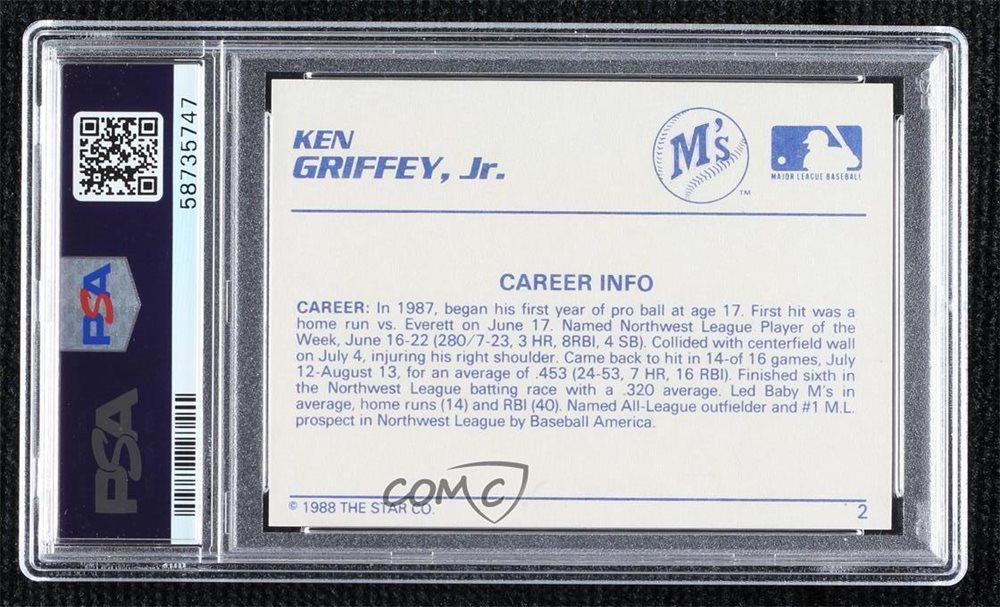 KEN
GRIFFEY, Jr.
M's
TM
MAJOR LEAGUE BASEBALL
CAREER INFO
CAREER: In 1987, began his first year of pro ball at age 17. First hit was a
home run vs. Everett on June 17. Named Northwest League Player of the
Week, June 16-22 (280/7-23, 3 HR, 8RBI, 4 SB). Collided with centerfield wall
on July 4, injuring his right shoulder. Came back to hit in 14-of 16 games, July
12-August 13, for an average of .453 (24-53, 7 HR, 16 RBI). Finished sixth in
the Northwest League batting race with a .320 average. Led Baby M's in
average, home runs (14) and RBI (40). Named All-League outfielder and #1 M.L.
prospect in Northwest League by Baseball America.
© 1988 THE STAR CO.
2
COMC
58735747
PSA
PSA